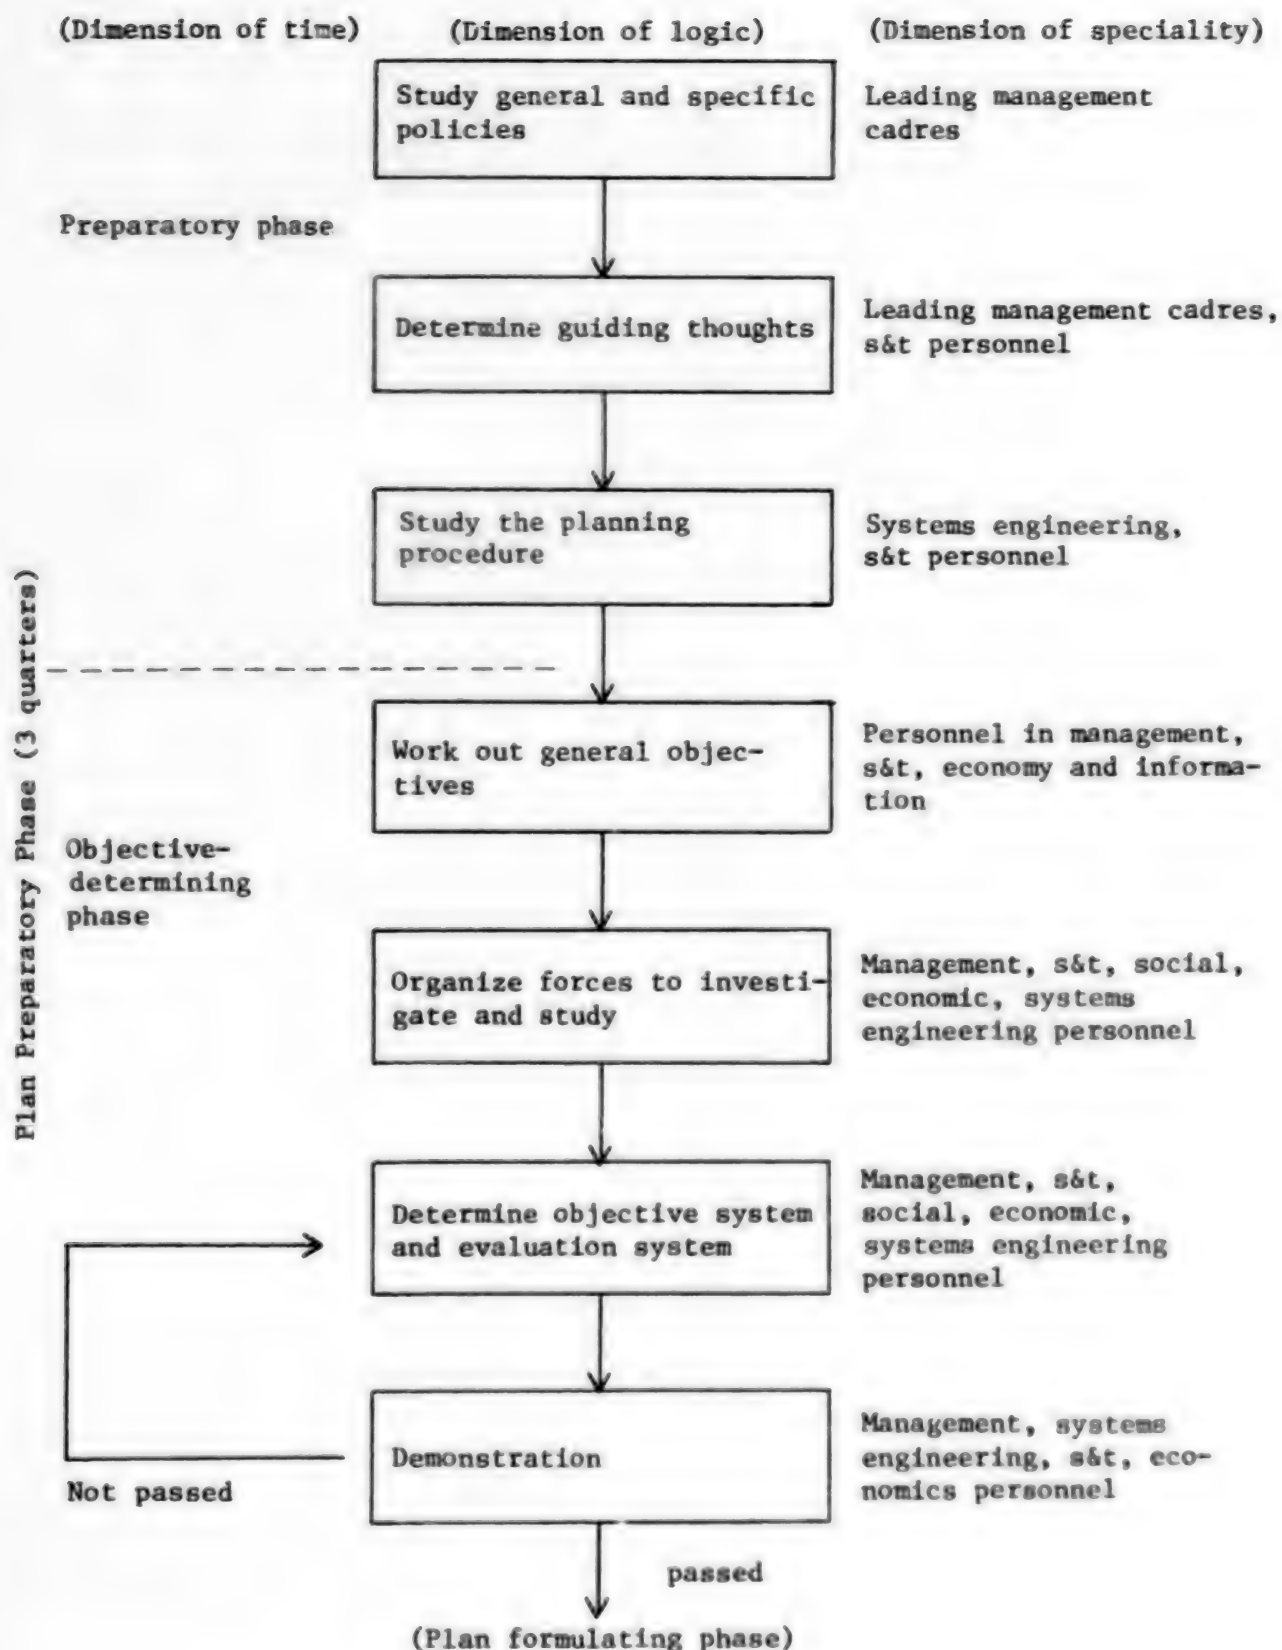 (Dimension of time) (Dimension of logic) (Dimension of speciality)
Study general and specific
policies
Leading management
cadres
Preparatory phase
Determine guiding thoughts
Leading management cadres,
s&t personnel
Study the planning
procedure
Systems engineering,
s&t personnel
Plan Preparatory Phase (3 quarters)
Work out general objec-
tives
Personnel in management,
s&t, economy and informa-
tion
Objective-
determining
phase
Organize forces to investi-
gate and study
Management, s&t, social,
economic, systems
engineering personnel
Determine objective system
and evaluation system
Management, s&t,
social, economic,
systems engineering
personnel
Demonstration
Management, systems
engineering, s&t, eco-
nomics personnel
Not passed
passed
(Plan formulating phase)